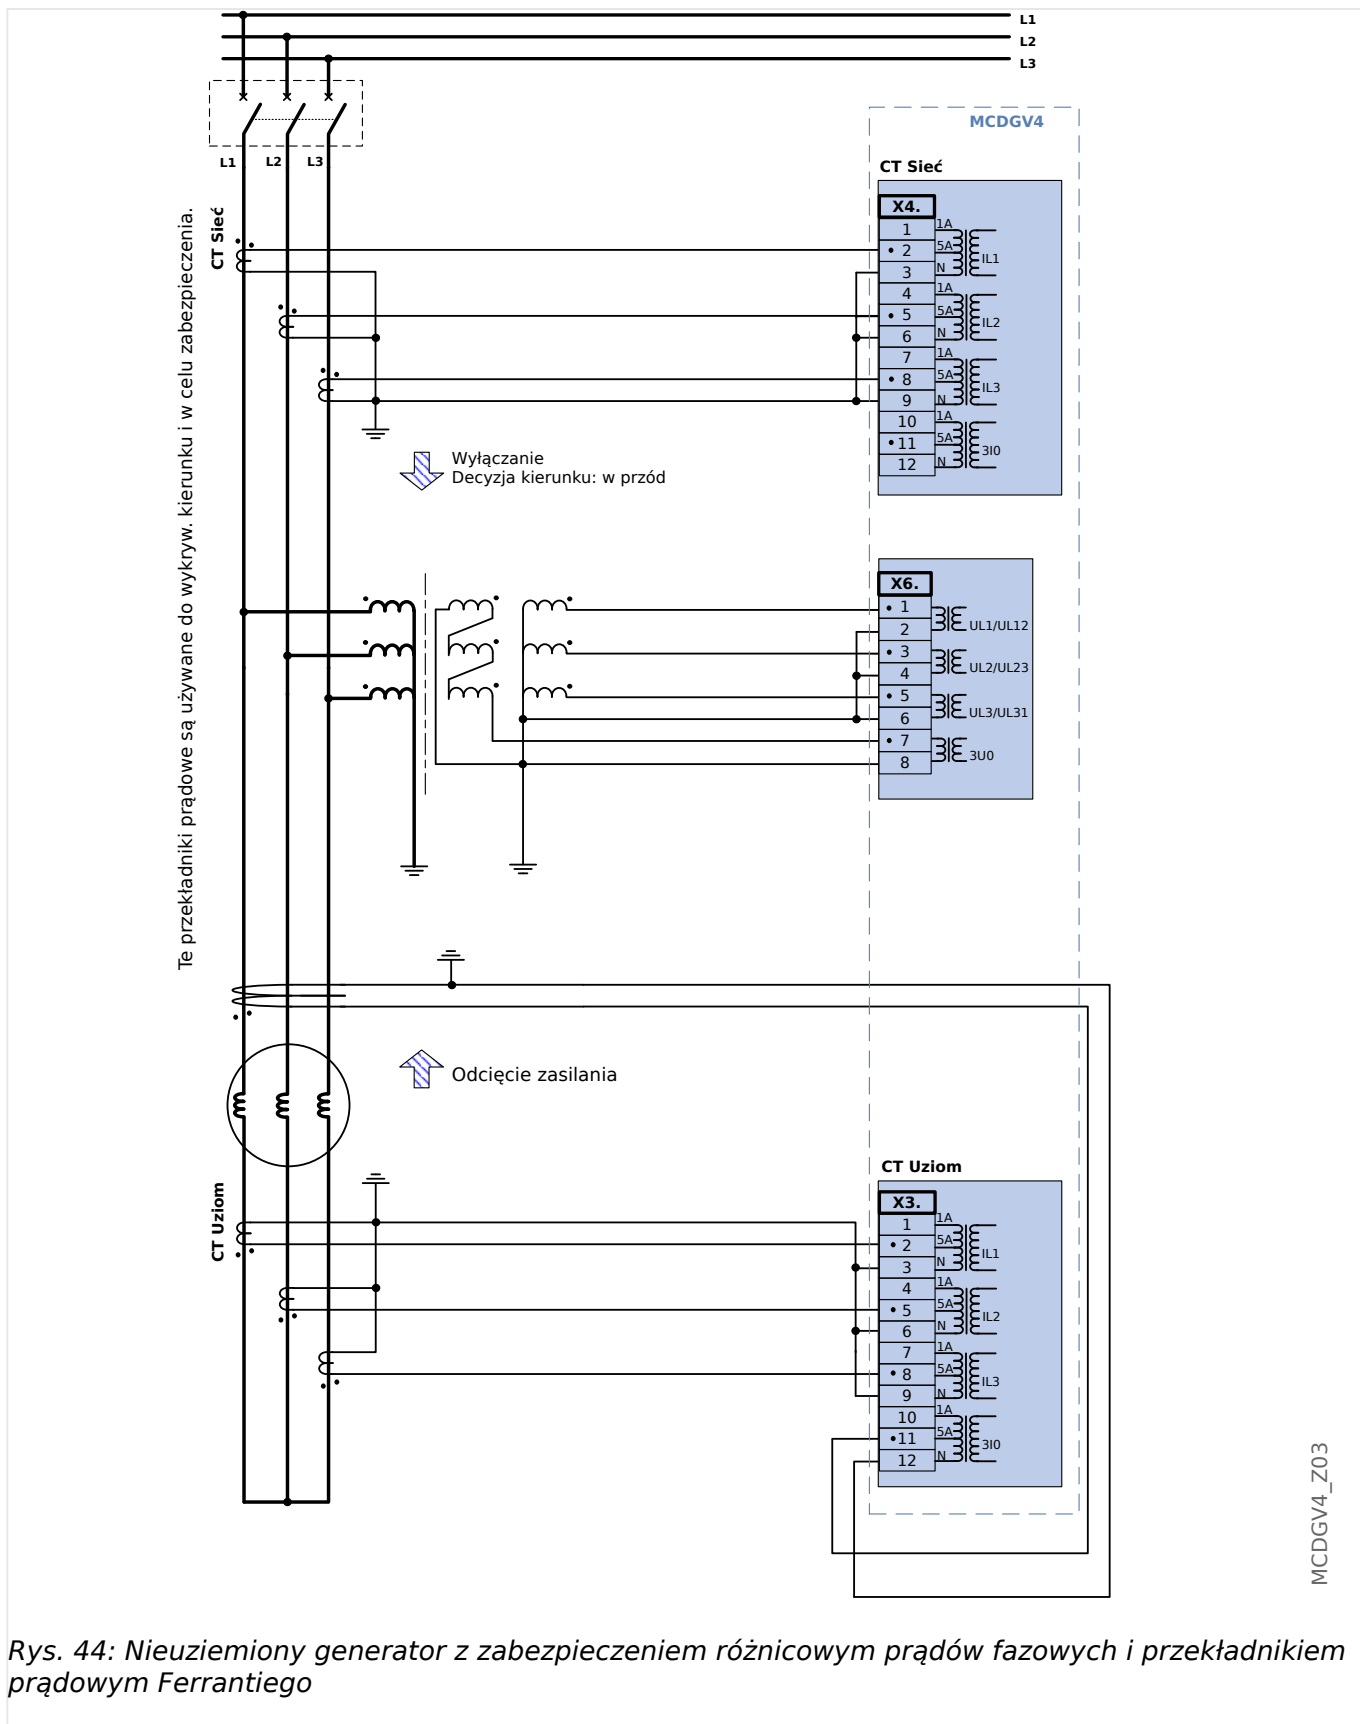 L1
L2
L3
L1
L2
L3
MCDGV4
CT Sieć
CT Sieć
X4.
1
2
3
4
5
6
7
8
9
10
11
12
1A
5A
N
IL1
1A
5A
N
IL2
1A
5A
N
IL3
1A
5A
N
3I0
Te przekładniki prądowe są używane do wykryw. kierunku i w celu zabezpieczenia.
Wyłączanie
Decyzja kierunku: w przód
X6.
1
2
3
4
5
6
7
8
UL1/UL12
UL2/UL23
UL3/UL31
3U0
Odcięcie zasilania
CT Uziom
CT Uziom
X3.
1
2
3
4
5
6
7
8
9
10
11
12
1A
5A
N
IL1
1A
5A
N
IL2
1A
5A
N
IL3
1A
5A
N
3I0
MCDGV4_Z03
Rys. 44: Nieuziemiony generator z zabezpieczeniem różnicowym prądów fazowych i przekładnikiem
prądowym Ferrantiego